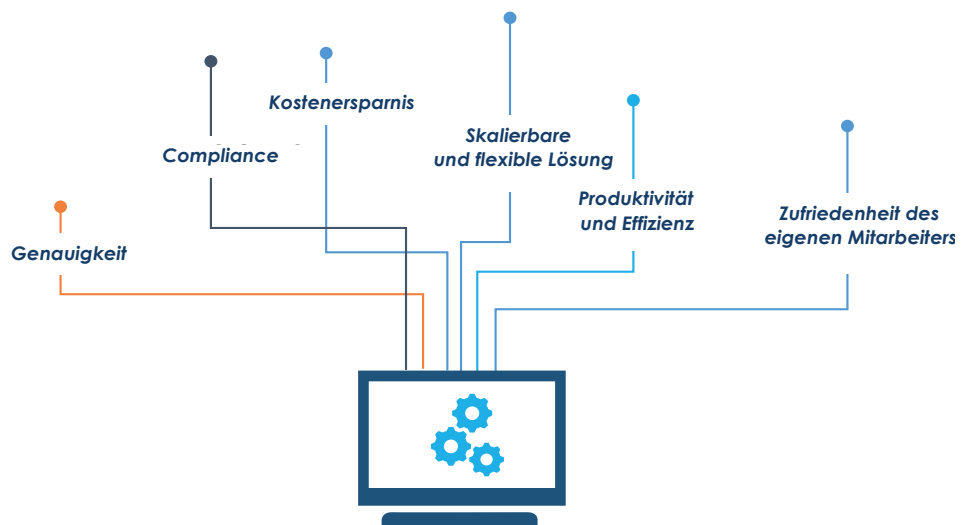 Kostenersparnis
Compliance
Skalierbare
und flexible Lösung
Produktivität
und Effizienz
Zufriedenheit des
eigenen Mitarbeiters
Genauigkeit